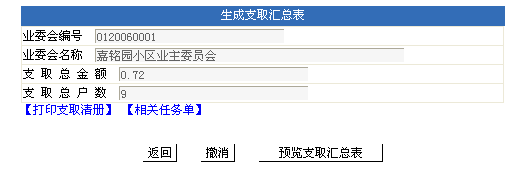 生成支取汇总表
业委会编号 0120060001
业委会名称 嘉铭园小区业主委员会
支取总金额 0.72
支取总户数 9
【打印支取清册】 【相关任务单】
返回 撤消 预览支取汇总表